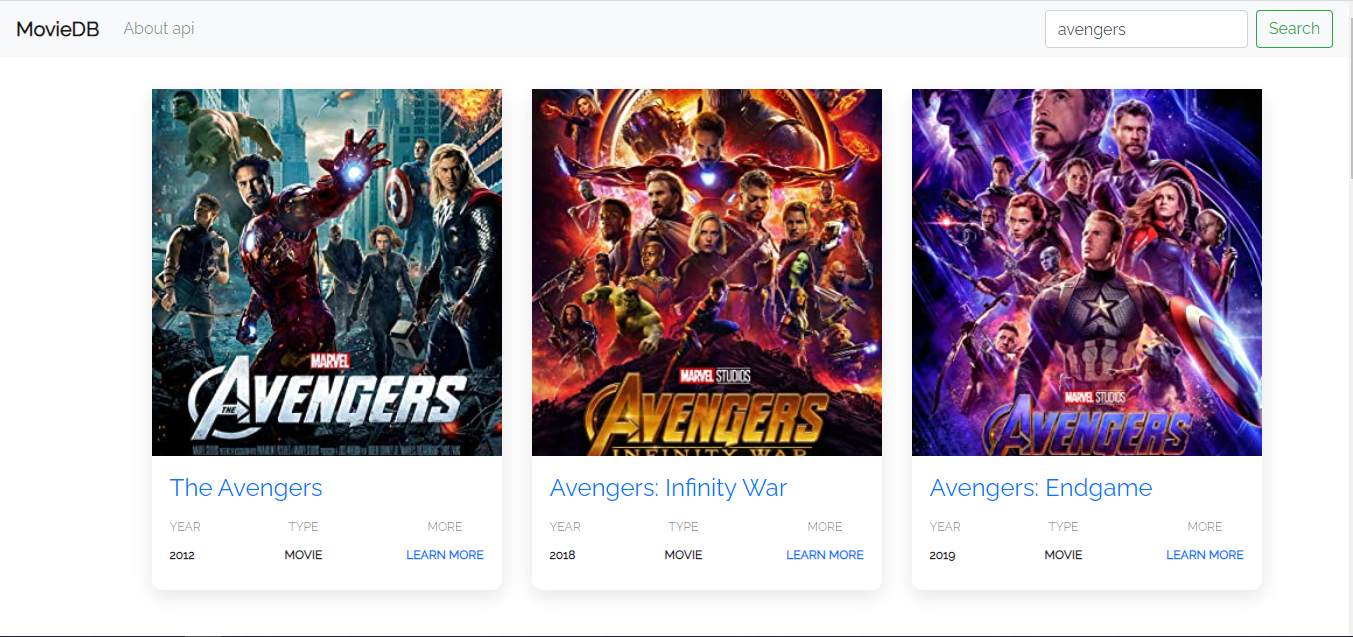 MovieDB About api avengers Search
MARVEL
THE AVENGERS
MARVEL STUDIOS
AVENGERS
INFINITY WAR
MARVEL STUDIOS
AVENGERS
The Avengers
YEAR TYPE MORE
2012 MOVIE LEARN MORE
Avengers: Infinity War
YEAR TYPE MORE
2018 MOVIE LEARN MORE
Avengers: Endgame
YEAR TYPE MORE
2019 MOVIE LEARN MORE